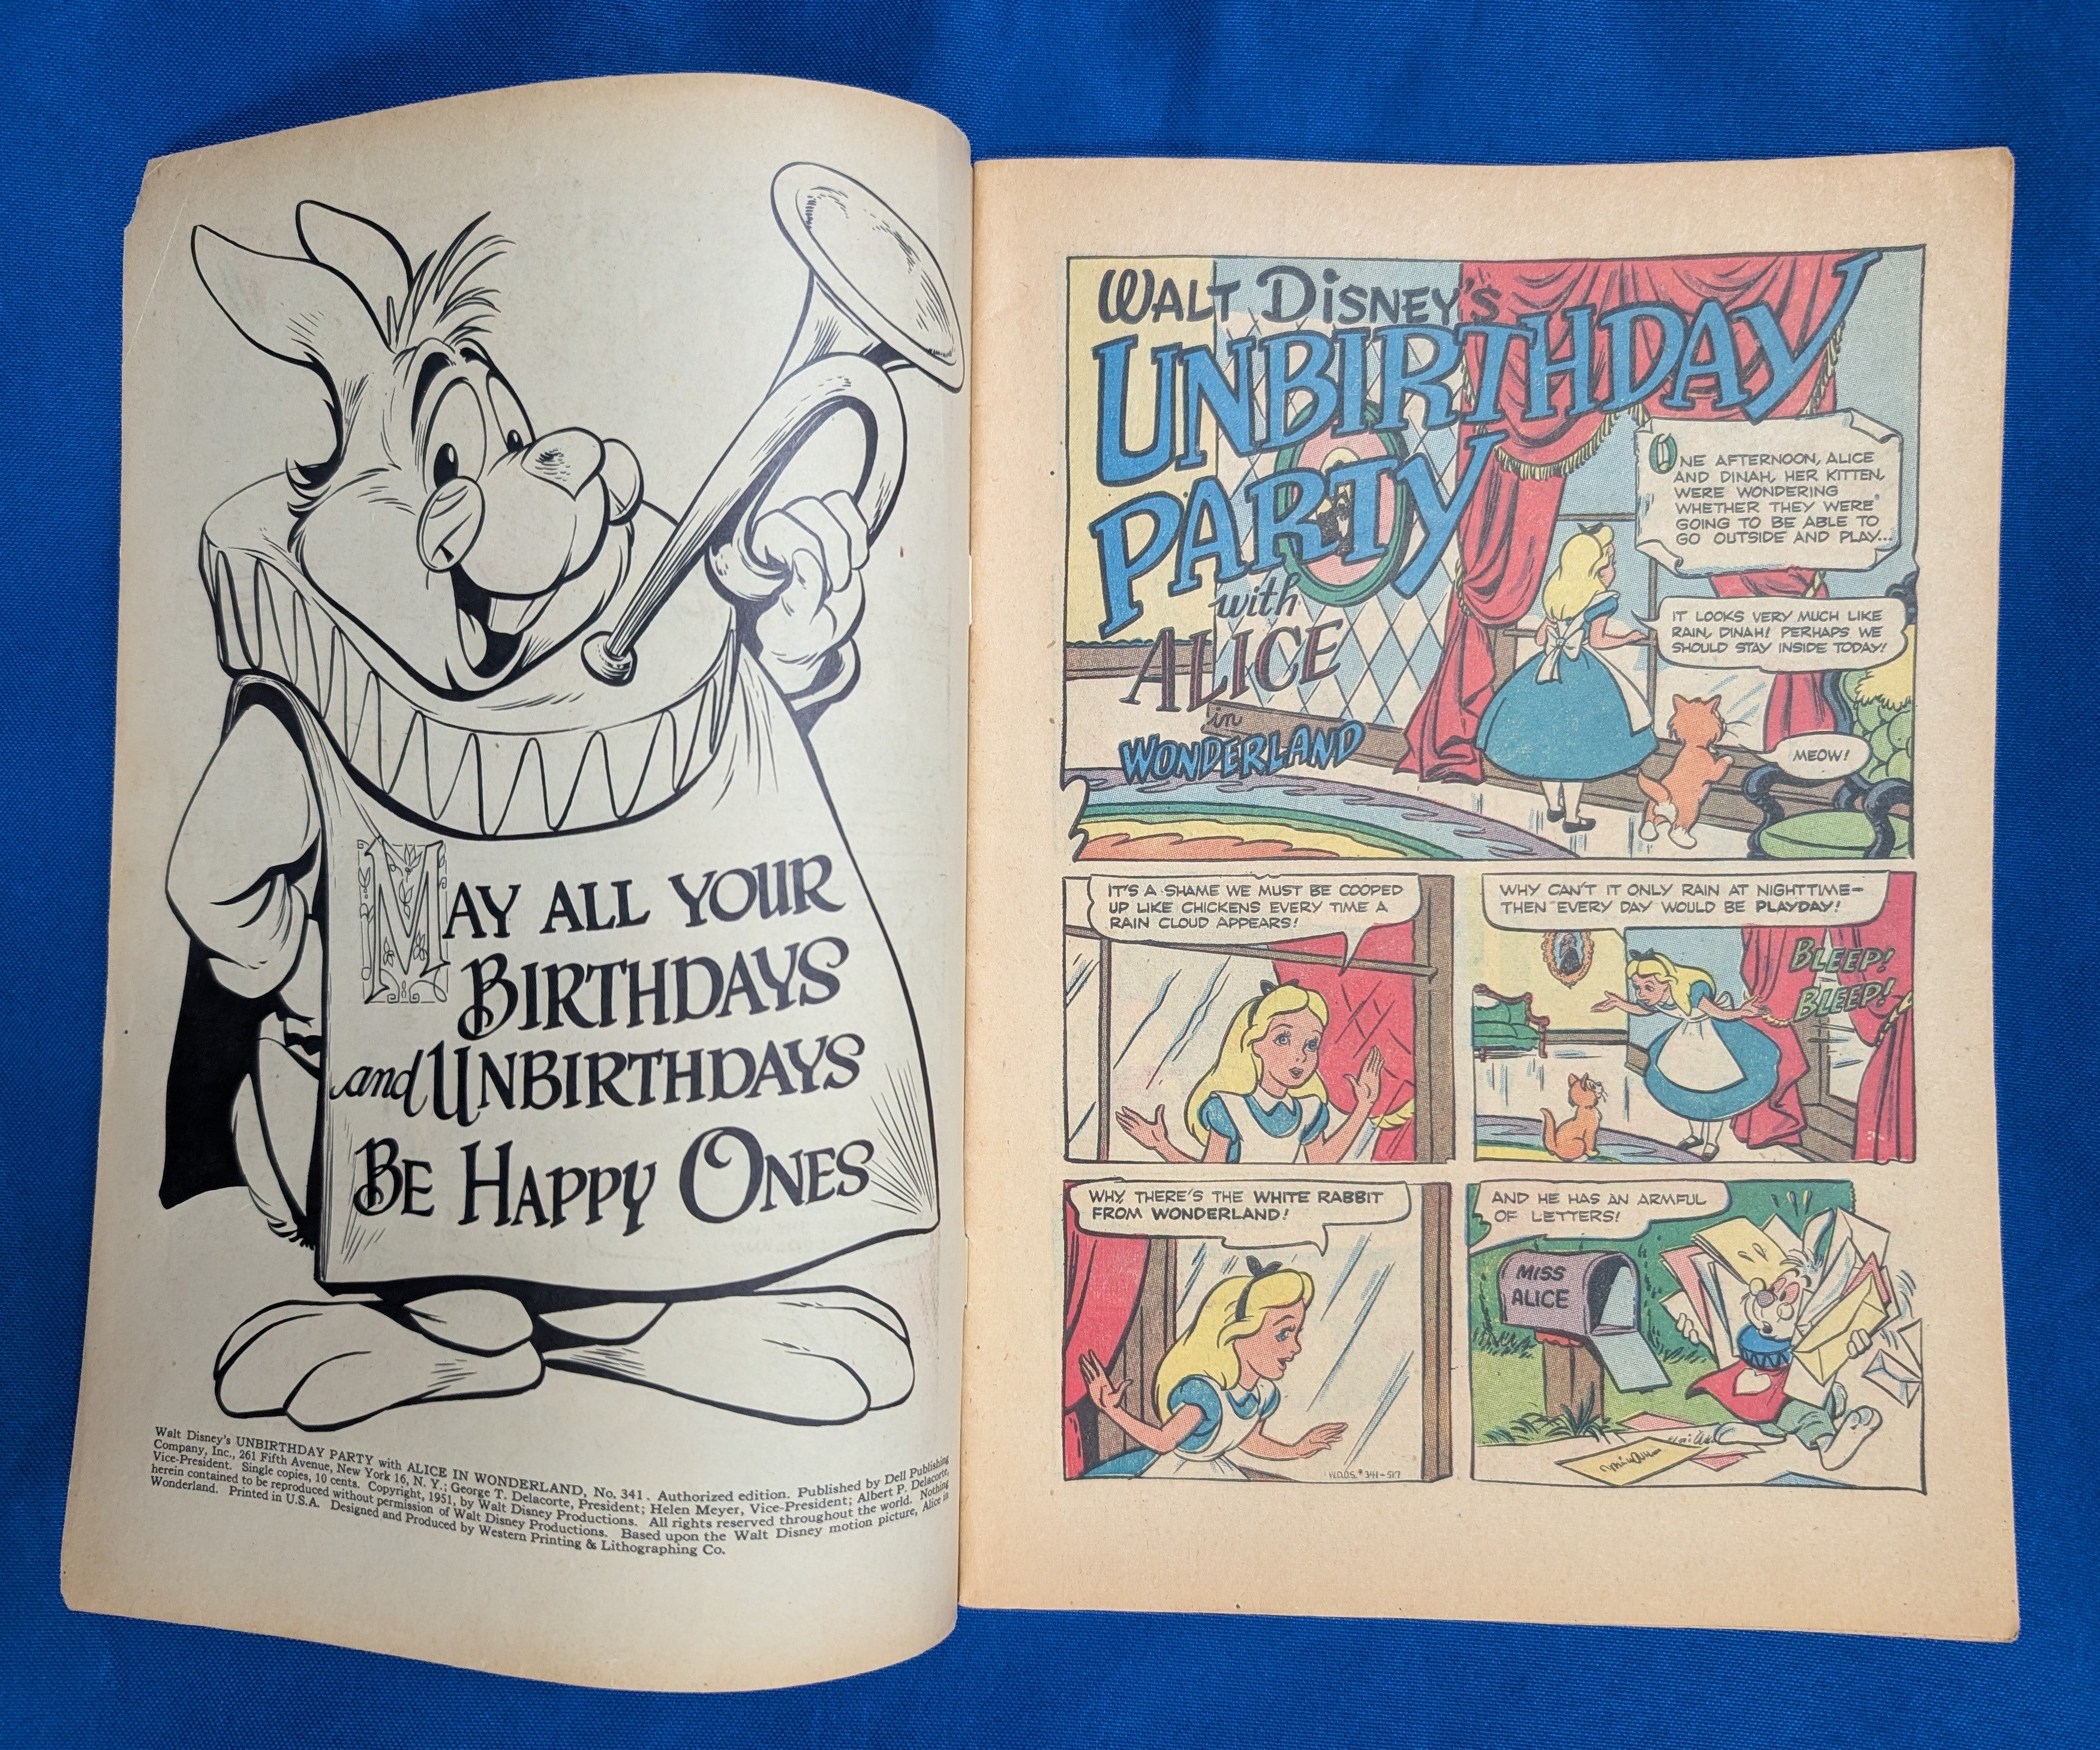 MAY ALL YOUR
BIRTHDAYS
and UNBIRTHDAYS
BE HAPPY ONES
Walt Disney's UNBIRTHDAY PARTY with ALICE IN WONDERLAND, No. 341. Authorized edition. Published by Dell Publishing
Company, Inc., 261 Fifth Avenue, New York 16, N. Y.; George T. Delacorte, President; Helen Meyer, Vice-President; Albert P. Delacorte,
Vice-President. Single copies, 10 cents. Copyright, 1951, by Walt Disney Productions. All rights reserved throughout the world. Nothing
herein contained to be reproduced without permission of Walt Disney Productions. Based upon the Walt Disney motion picture, Alice in
Wonderland. Printed in U.S.A. Designed and Produced by Western Printing & Lithographing Co.
WALT DISNEY'S
UNBIRTHDAY
PARTY
with
ALICE
in
WONDERLAND
ONE AFTERNOON, ALICE
AND DINAH, HER KITTEN,
WERE WONDERING
WHETHER THEY WERE
GOING TO BE ABLE TO
GO OUTSIDE AND PLAY...
IT LOOKS VERY MUCH LIKE
RAIN, DINAH! PERHAPS WE
SHOULD STAY INSIDE TODAY!
MEOW!
IT'S A SHAME WE MUST BE COOPED
UP LIKE CHICKENS EVERY TIME A
RAIN CLOUD APPEARS!
WHY CAN'T IT ONLY RAIN AT NIGHTTIME-
THEN EVERY DAY WOULD BE PLAYDAY!
BLEEP!
BLEEP!
WHY, THERE'S THE WHITE RABBIT
FROM WONDERLAND!
W.D.O.S. #341-517
AND HE HAS AN ARMFUL
OF LETTERS!
MISS
ALICE